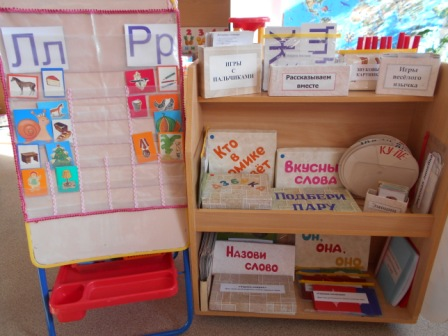 Лл
Рр
Ж
ИГРЫ
С
ПАЛЬЧИКАМИ
Рассказываем
вместе
Игры
весёлого
язычка
Кто
в
домике
живёт
Вкусные
слова
КУПЕ
ПОДБЕРИ
ПАРУ
Назови
слово
ОН, ОНА,
ОНО